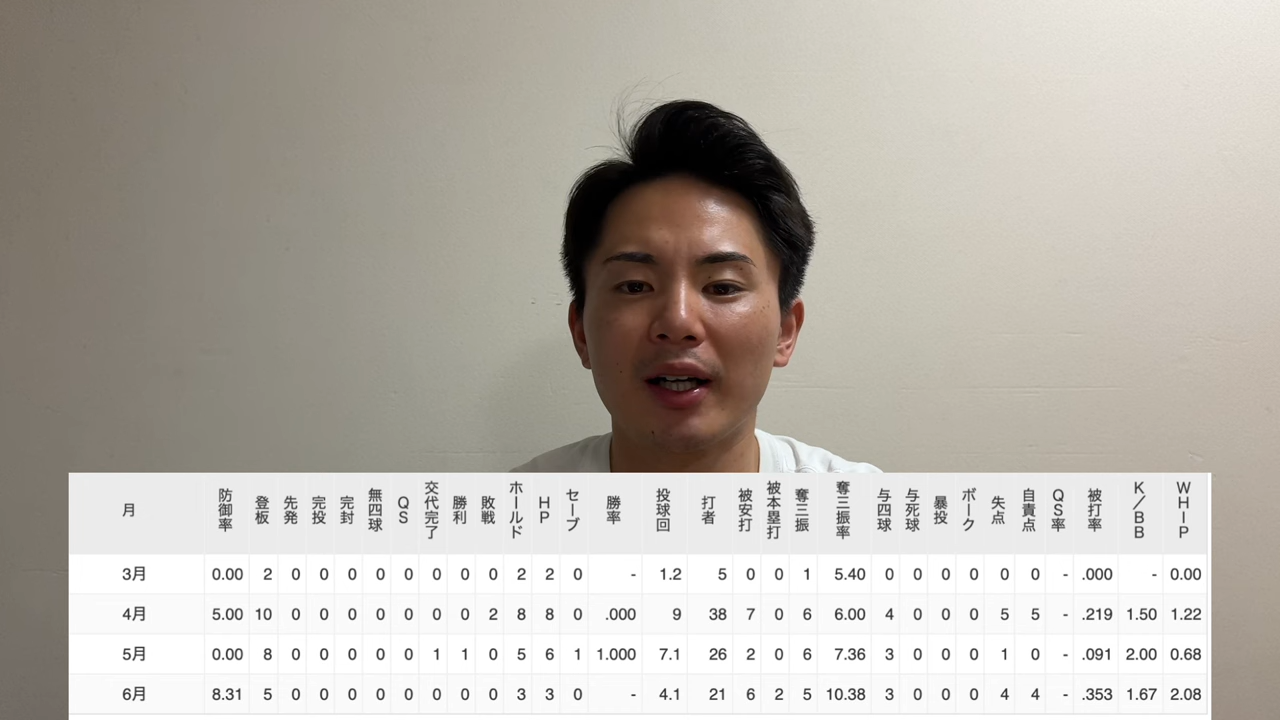 月 防御率 登板 先発 完投 完封 無四球 QS 交代完了 勝利 敗戦 ホールド HP セーブ 勝率 投球回 打者 被安打 被本塁打 奪三振 奪三振率 与四球 与死球 暴投 ボーク 失点 自責点 QS率 被打率 K/BB WHIP
3月 0.00 2 0 0 0 0 0 0 0 0 2 2 0 - 1.2 5 0 0 1 5.40 0 0 0 0 0 0 - .000 - 0.00
4月 5.00 10 0 0 0 0 0 0 0 2 8 8 0 .000 9 38 7 0 6 6.00 4 0 0 0 5 5 - .219 1.50 1.22
5月 0.00 8 0 0 0 0 0 1 1 0 5 6 1 1.000 7.1 26 2 0 6 7.36 3 0 0 0 1 0 - .091 2.00 0.68
6月 8.31 5 0 0 0 0 0 0 0 0 3 3 0 - 4.1 21 6 2 5 10.38 3 0 0 0 4 4 - .353 1.67 2.08